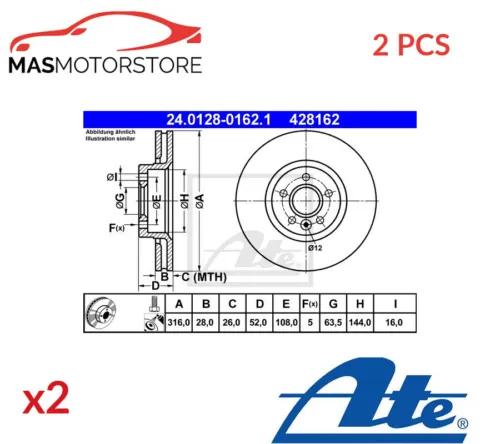 MASMOTORSTORE
2 PCS
24.0128-0162.1 428162
Abbildung ähnlich
Illustration similar
ØI
ØG
ØE
ØH
ØA
F(x)
B
C (MTH)
D
Ø12
Ate
A B C D E F(x) G H I
316,0 28,0 26,0 52,0 108,0 5 63,5 144,0 16,0
x2
Ate®